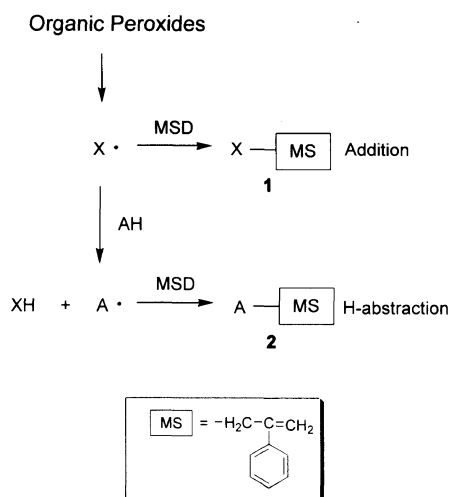 Organic Peroxides
X · MSD X — MS Addition
1
AH
XH + A · MSD A — MS H-abstraction
2
MS = -H₂C-C=CH₂